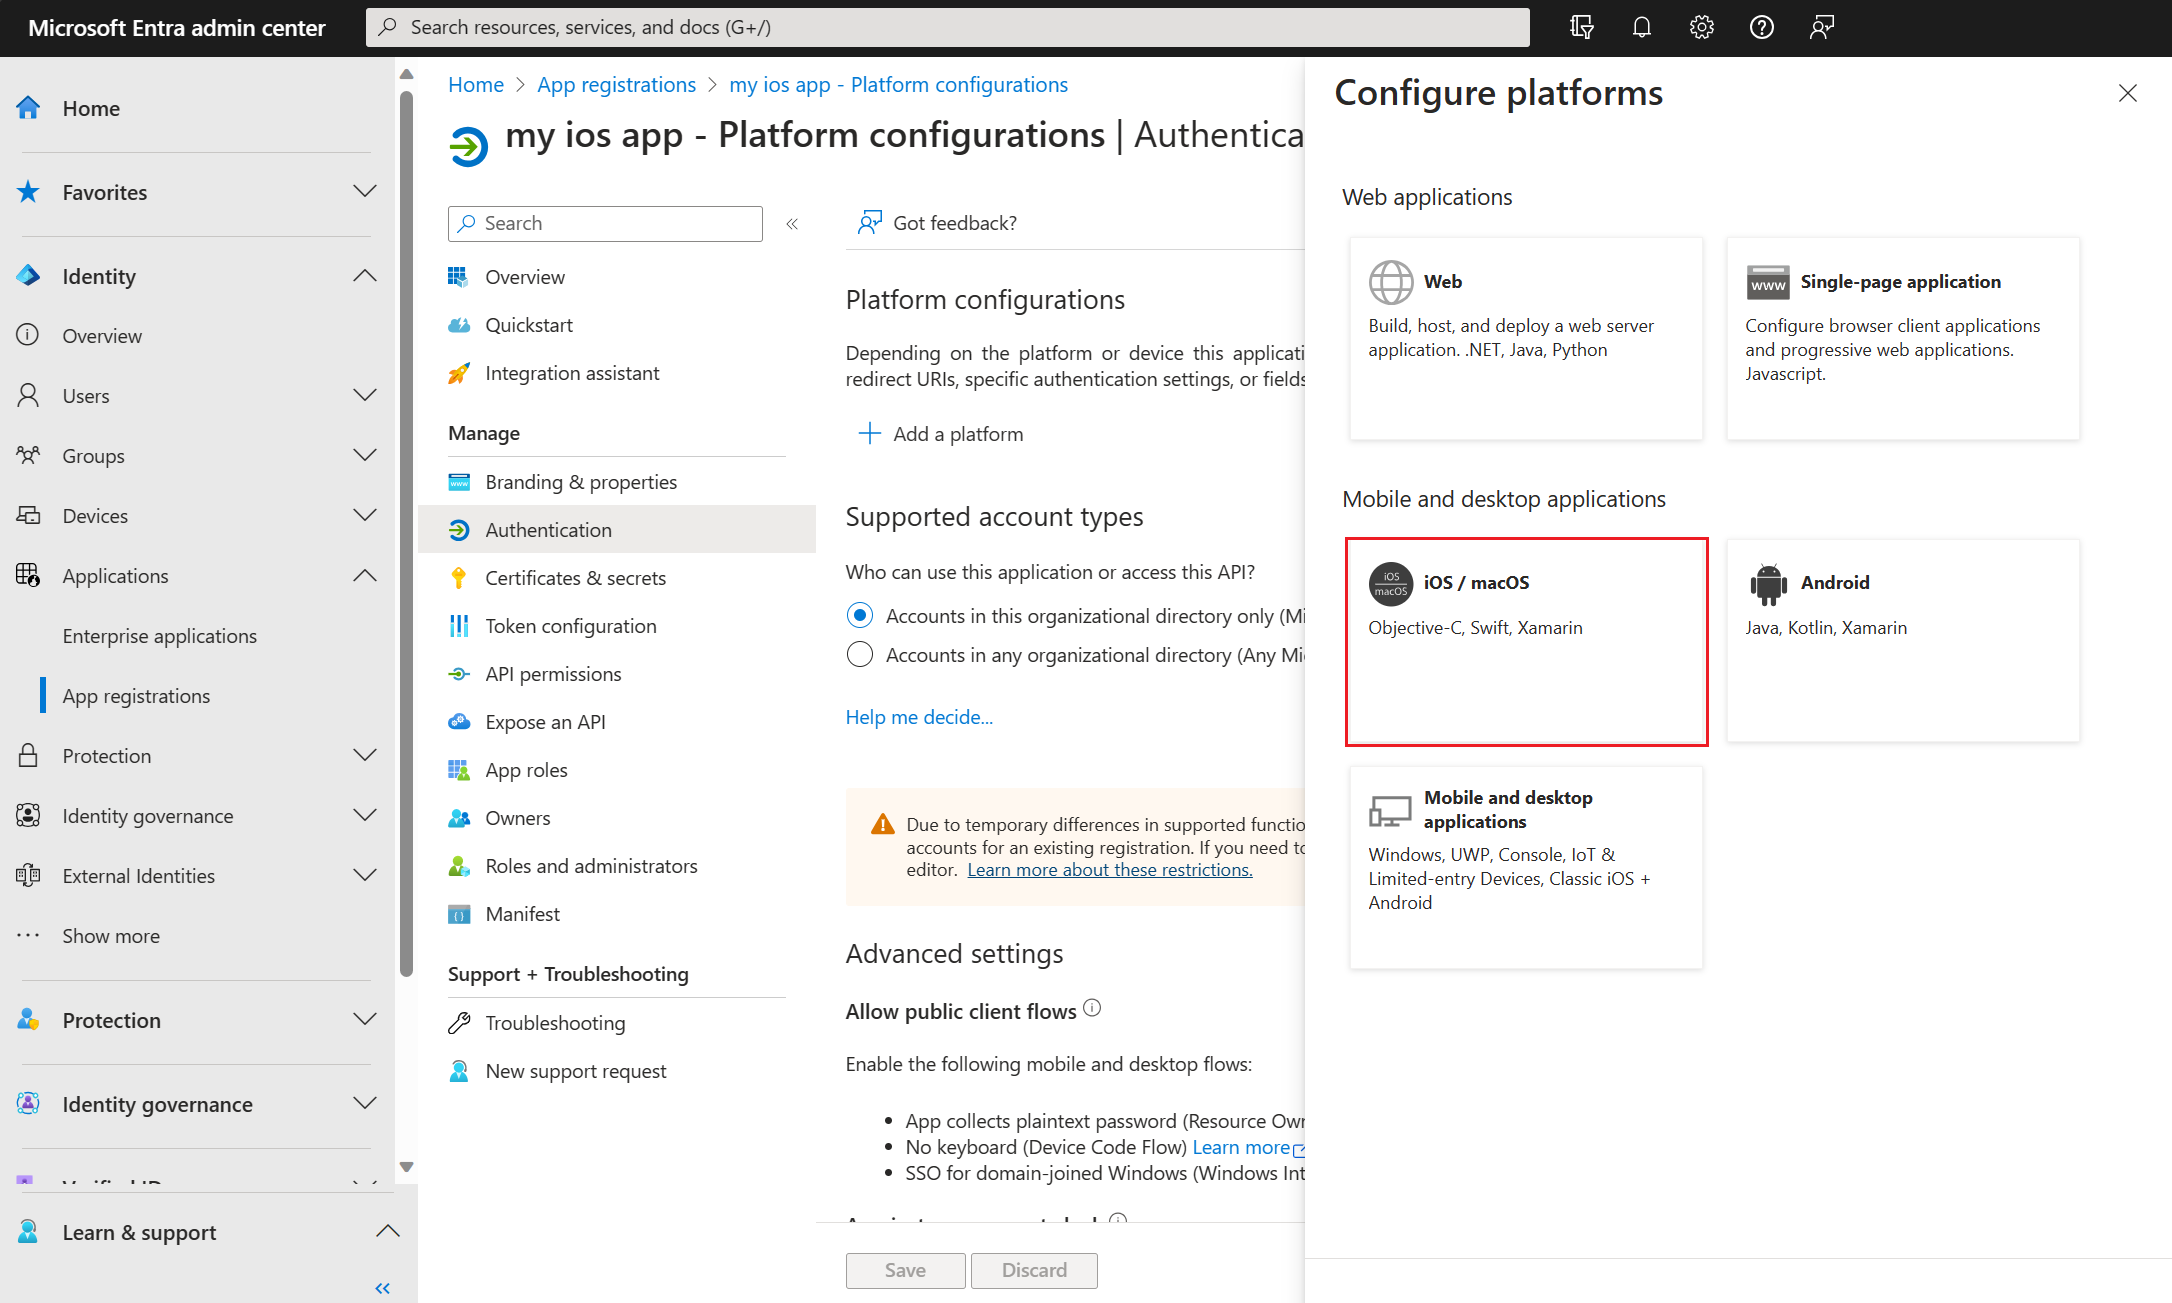 Microsoft Entra admin center
Search resources, services, and docs (G+/)
Home
Favorites
Identity
Overview
Users
Groups
Devices
Applications
Enterprise applications
App registrations
Protection
Identity governance
External Identities
Show more
Protection
Identity governance
Learn & support
Home > App registrations > my ios app - Platform configurations
my ios app - Platform configurations | Authentica
Search
Overview
Quickstart
Integration assistant
Manage
Branding & properties
Authentication
Certificates & secrets
Token configuration
API permissions
Expose an API
App roles
Owners
Roles and administrators
Manifest
Support + Troubleshooting
Troubleshooting
New support request
Got feedback?
Platform configurations
Depending on the platform or device this applicati
redirect URIs, specific authentication settings, or fields
Add a platform
Supported account types
Who can use this application or access this API?
Accounts in this organizational directory only (Mi
Accounts in any organizational directory (Any Mi
Help me decide...
Due to temporary differences in supported functio
accounts for an existing registration. If you need to
editor. Learn more about these restrictions.
Advanced settings
Allow public client flows
Enable the following mobile and desktop flows:
App collects plaintext password (Resource Own
No keyboard (Device Code Flow) Learn more
SSO for domain-joined Windows (Windows Int
Save
Discard
Configure platforms
Web applications
Web
Build, host, and deploy a web server
application. .NET, Java, Python
www
Single-page application
Configure browser client applications
and progressive web applications.
Javascript.
Mobile and desktop applications
iOS
macOS
iOS / macOS
Objective-C, Swift, Xamarin
Android
Java, Kotlin, Xamarin
Mobile and desktop
applications
Windows, UWP, Console, IoT &
Limited-entry Devices, Classic iOS +
Android